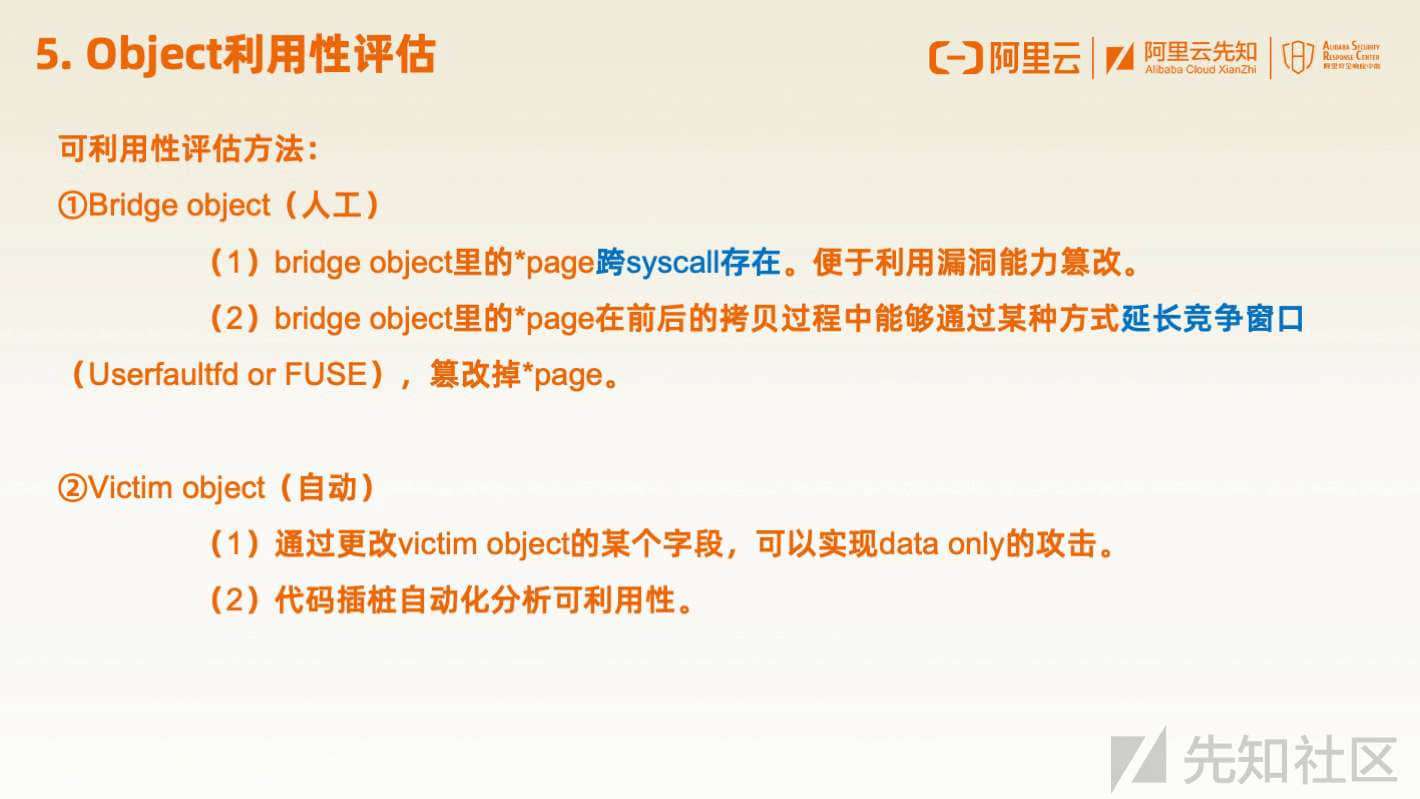 5. Object利用性评估
阿里云
阿里云先知
Alibaba Cloud XianZhi
ALIBABA SECURITY
RESPONSE CENTER
可利用性评估方法：
①Bridge object（人工）
（1）bridge object里的*page跨syscall存在。便于利用漏洞能力篡改。
（2）bridge object里的*page在前后的拷贝过程中能够通过某种方式延长竞争窗口
（Userfaultfd or FUSE），篡改掉*page。
②Victim object（自动）
（1）通过更改victim object的某个字段，可以实现data only的攻击。
（2）代码插桩自动化分析可利用性。
先知社区